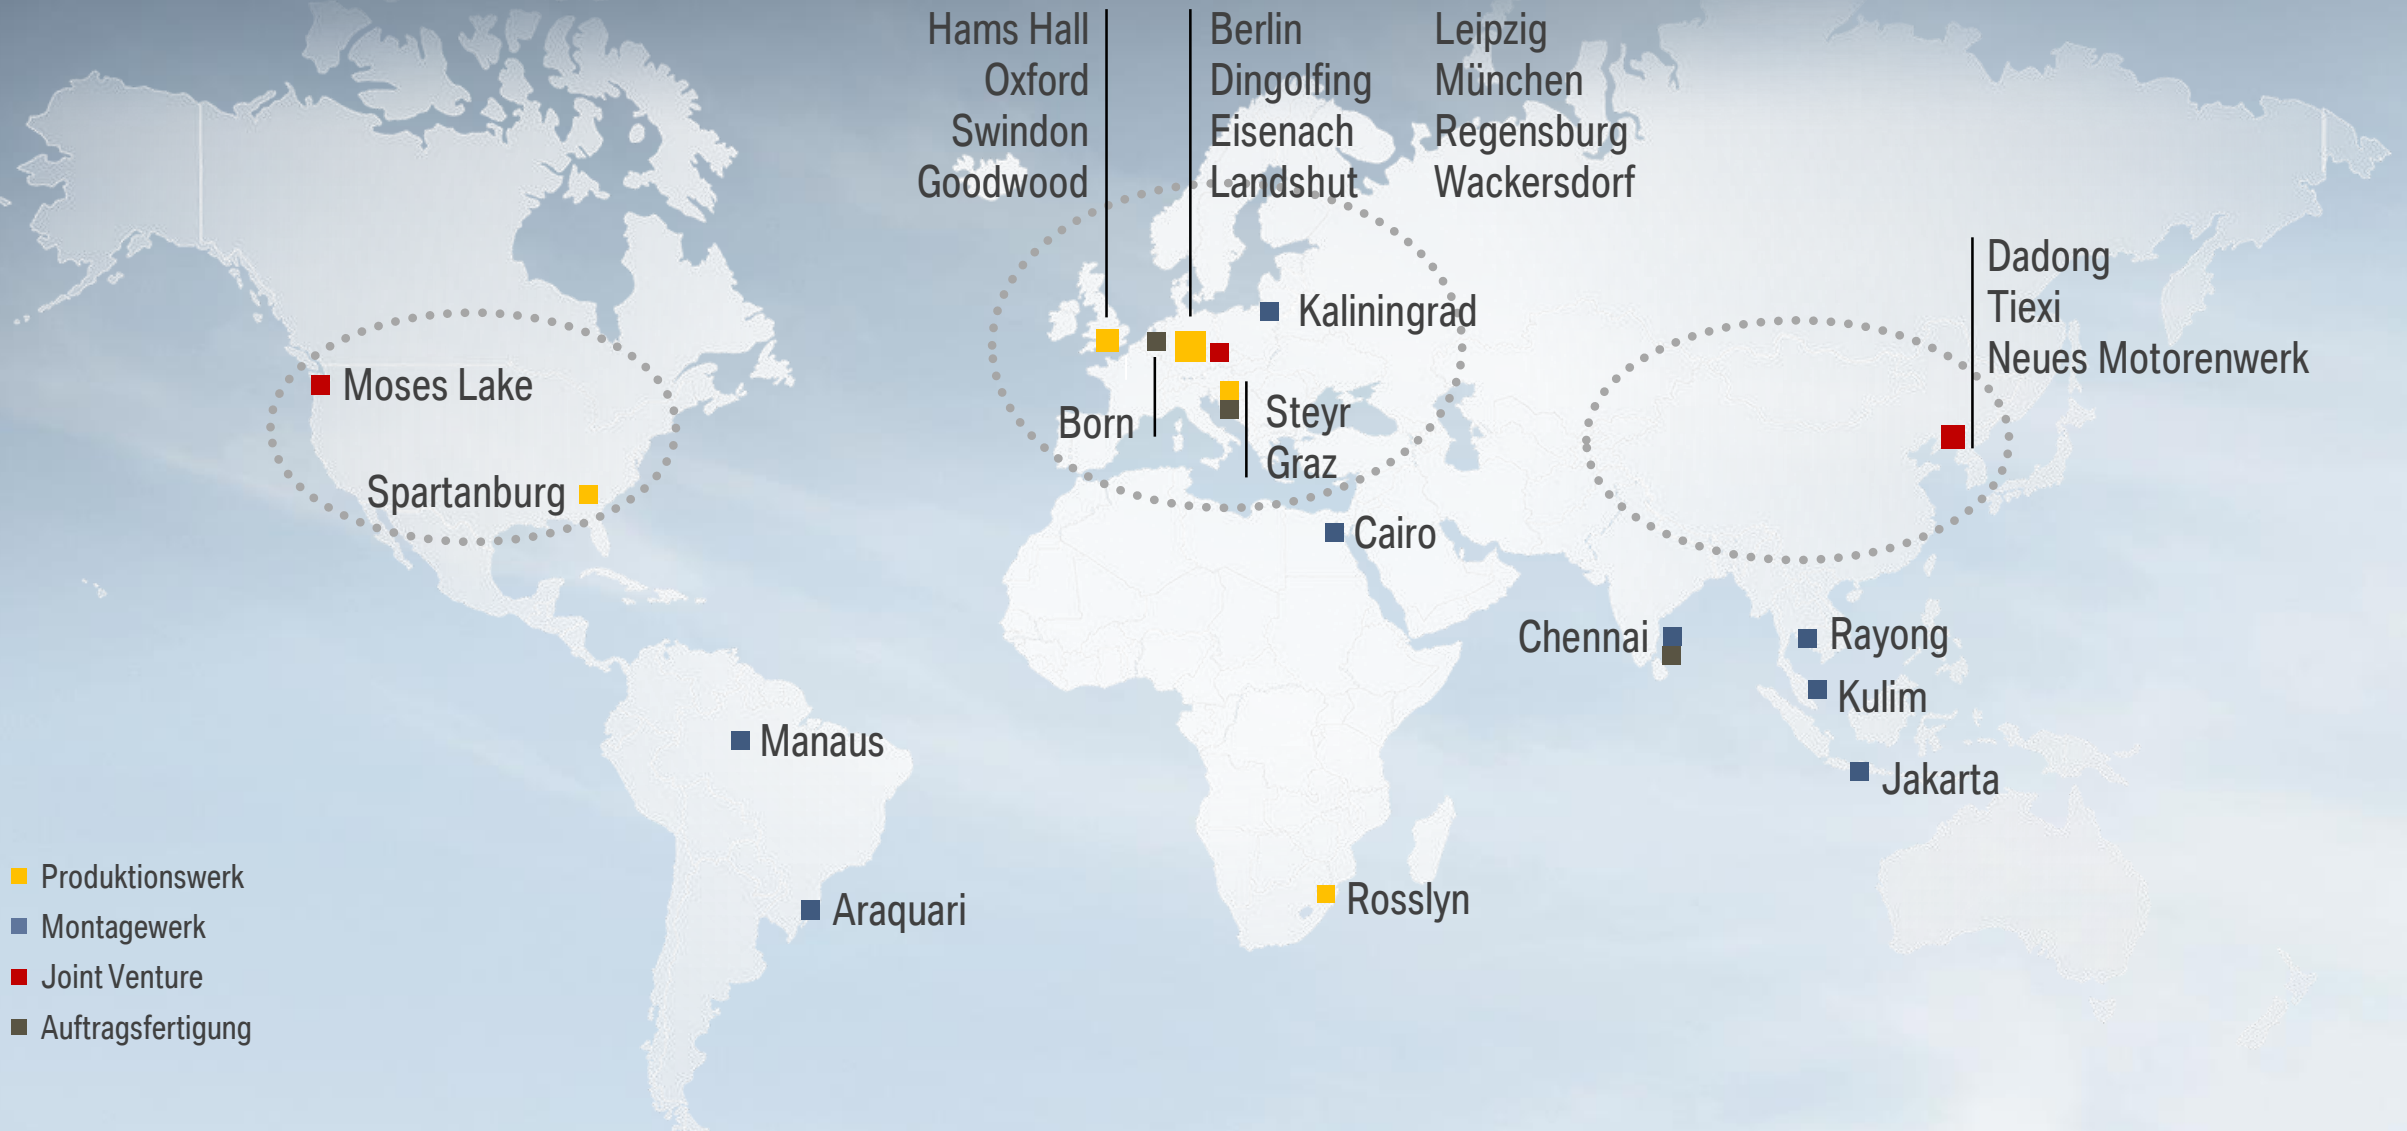 Hams Hall
Oxford
Swindon
Goodwood
Berlin
Dingolfing
Eisenach
Landshut
Leipzig
München
Regensburg
Wackersdorf
Dadong
Tiexi
Neues Motorenwerk
Kaliningrad
Moses Lake
Born
Steyr
Graz
Spartanburg
Cairo
Chennai
Rayong
Kulim
Manaus
Jakarta
Rosslyn
Araquari
Produktionswerk
Montagewerk
Joint Venture
Auftragsfertigung